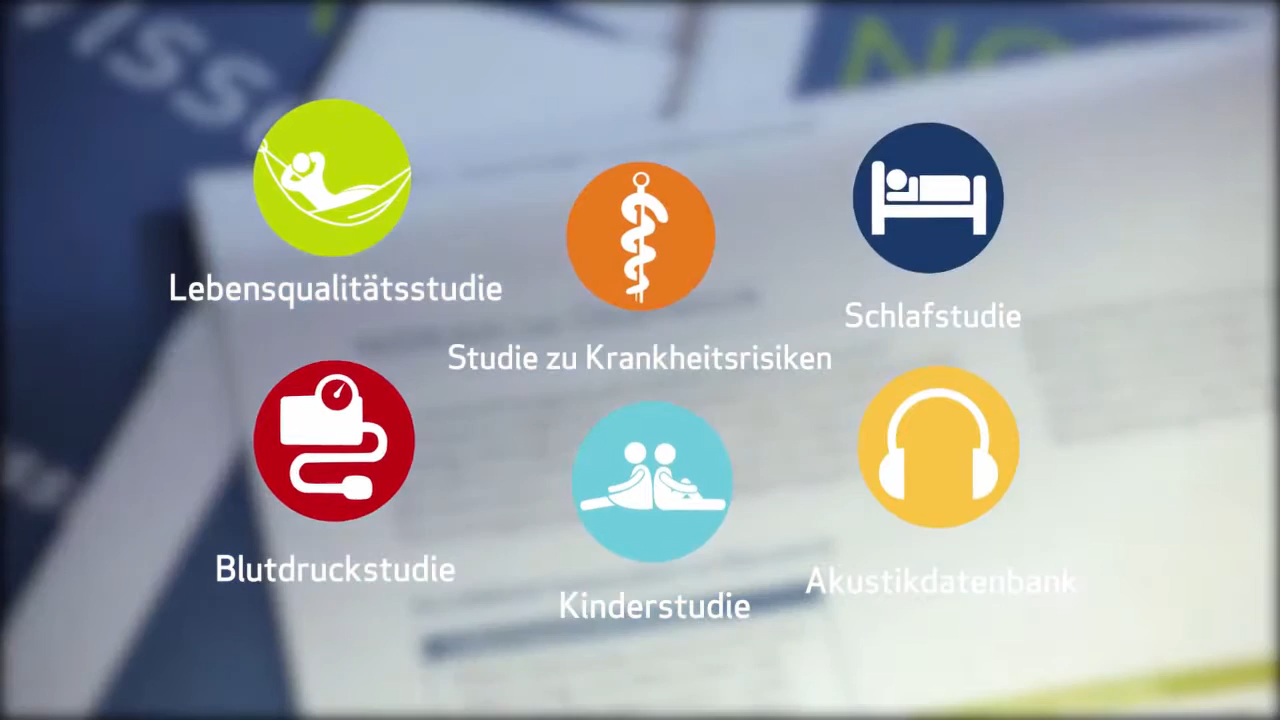 Lebensqualitätsstudie
Studie zu Krankheitsrisiken
Schlafstudie
Blutdruckstudie
Kinderstudie
Akustikdatenbank